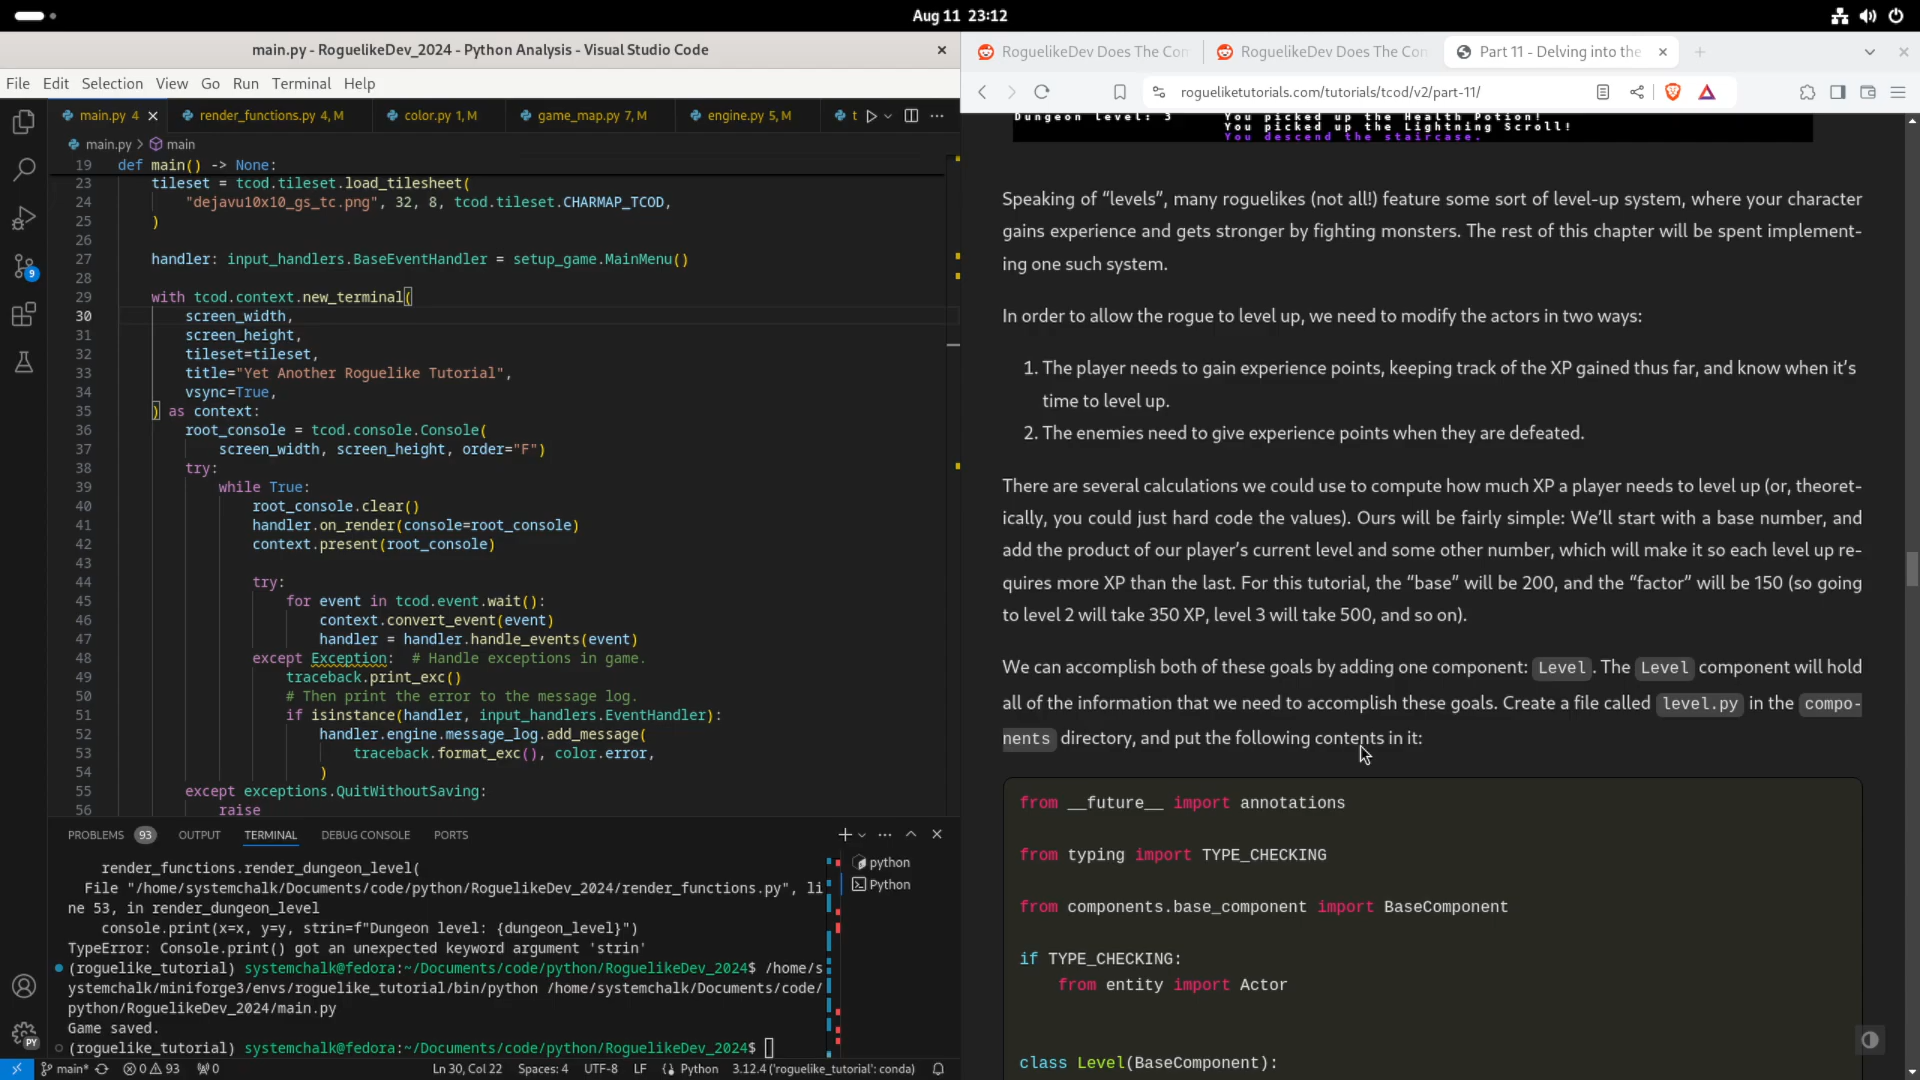 Aug 11 23:12
main.py - RoguelikeDev_2024 - Python Analysis - Visual Studio Code
File Edit Selection View Go Run Terminal Help
main.py 4
render_functions.py 4, M
color.py 1, M
game_map.py 7, M
engine.py 5, M
t
main.py > main
19 def main() -> None:
23 tileset = tcod.tileset.load_tilesheet(
24 "dejavu10x10_gs_tc.png", 32, 8, tcod.tileset.CHARMAP_TCOD,
25 )
26
27 handler: input_handlers.BaseEventHandler = setup_game.MainMenu()
28
29 with tcod.context.new_terminal(
30 screen_width,
31 screen_height,
32 tileset=tileset,
33 title="Yet Another Roguelike Tutorial",
34 vsync=True,
35 ) as context:
36 root_console = tcod.console.Console(
37 screen_width, screen_height, order="F")
38 try:
39 while True:
40 root_console.clear()
41 handler.on_render(console=root_console)
42 context.present(root_console)
43
44 try:
45 for event in tcod.event.wait():
46 context.convert_event(event)
47 handler = handler.handle_events(event)
48 except Exception: # Handle exceptions in game.
49 traceback.print_exc()
50 # Then print the error to the message log.
51 if isinstance(handler, input_handlers.EventHandler):
52 handler.engine.message_log.add_message(
53 traceback.format_exc(), color.error,
54 )
55 except exceptions.QuitWithoutSaving:
56 raise
PROBLEMS 93 OUTPUT TERMINAL DEBUG CONSOLE PORTS
render_functions.render_dungeon_level(
File "/home/systemchalk/Documents/code/python/RoguelikeDev_2024/render_functions.py", li
ne 53, in render_dungeon_level
console.print(x=x, y=y, strin=f"Dungeon level: {dungeon_level}")
TypeError: Console.print() got an unexpected keyword argument 'strin'
(roguelike_tutorial) systemchalk@fedora:~/Documents/code/python/RoguelikeDev_2024$ /home/s
ystemchalk/miniforge3/envs/roguelike_tutorial/bin/python /home/systemchalk/Documents/code/
python/RoguelikeDev_2024/main.py
Game saved.
(roguelike_tutorial) systemchalk@fedora:~/Documents/code/python/RoguelikeDev_2024$
python
Python
9
PY
main* 0 93 0 Ln 30, Col 22 Spaces: 4 UTF-8 LF Python 3.12.4 ('roguelike_tutorial': conda)
RoguelikeDev Does The Con
RoguelikeDev Does The Con
Part 11 - Delving into the
rogueliketutorials.com/tutorials/tcod/v2/part-11/
Dungeon level: 3 You picked up the Health Potion!
You picked up the Lightning Scroll!
You descend the staircase.
Speaking of “levels”, many roguelikes (not all!) feature some sort of level-up system, where your character
gains experience and gets stronger by fighting monsters. The rest of this chapter will be spent implement-
ing one such system.
In order to allow the rogue to level up, we need to modify the actors in two ways:
1. The player needs to gain experience points, keeping track of the XP gained thus far, and know when it’s
time to level up.
2. The enemies need to give experience points when they are defeated.
There are several calculations we could use to compute how much XP a player needs to level up (or, theoret-
ically, you could just hard code the values). Ours will be fairly simple: We’ll start with a base number, and
add the product of our player’s current level and some other number, which will make it so each level up re-
quires more XP than the last. For this tutorial, the “base” will be 200, and the “factor” will be 150 (so going
to level 2 will take 350 XP, level 3 will take 500, and so on).
We can accomplish both of these goals by adding one component: Level. The Level component will hold
all of the information that we need to accomplish these goals. Create a file called level.py in the compo-
nents directory, and put the following contents in it:
from __future__ import annotations
from typing import TYPE_CHECKING
from components.base_component import BaseComponent
if TYPE_CHECKING:
from entity import Actor
class Level(BaseComponent):